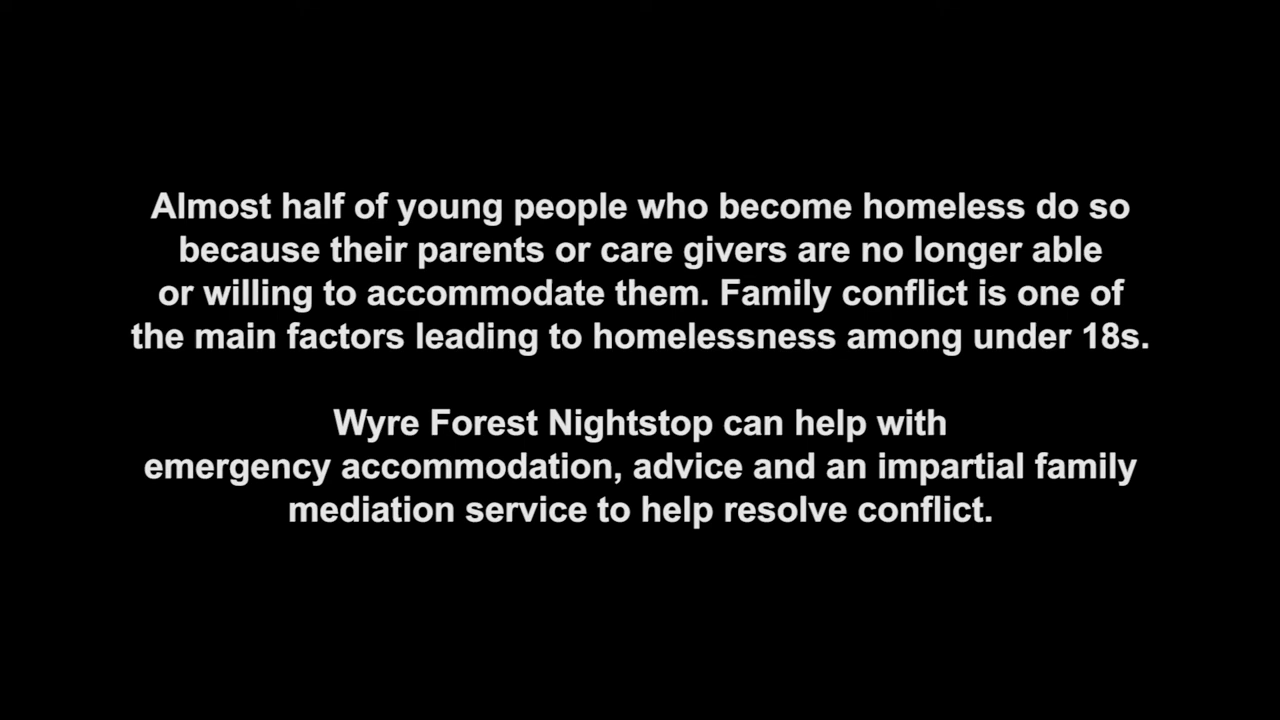 Almost half of young people who become homeless do so
because their parents or care givers are no longer able
or willing to accommodate them. Family conflict is one of
the main factors leading to homelessness among under 18s.
Wyre Forest Nightstop can help with
emergency accommodation, advice and an impartial family
mediation service to help resolve conflict.